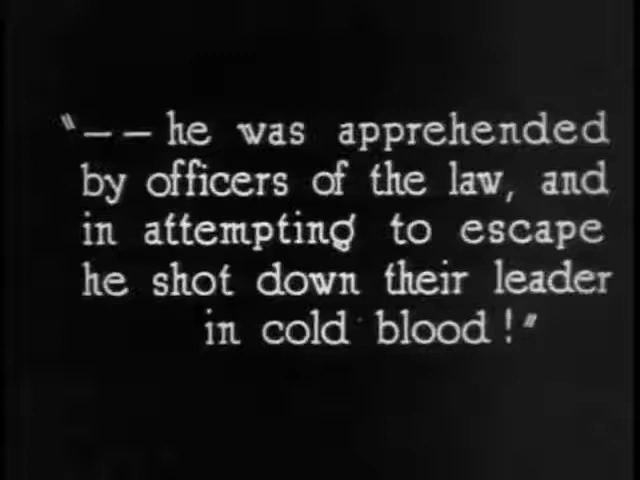 "—— he was apprehended
by officers of the law, and
in attempting to escape
he shot down their leader
in cold blood!"